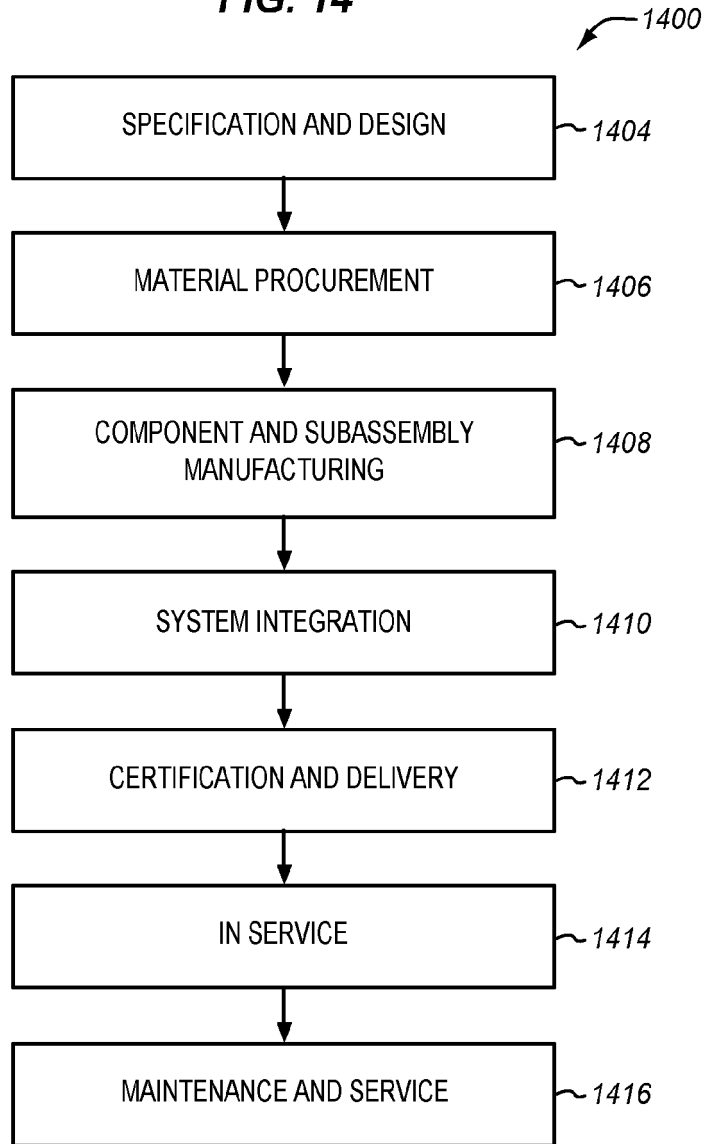 FIG. 14
1400
SPECIFICATION AND DESIGN
1404
MATERIAL PROCUREMENT
1406
COMPONENT AND SUBASSEMBLY
MANUFACTURING
1408
SYSTEM INTEGRATION
1410
CERTIFICATION AND DELIVERY
1412
IN SERVICE
1414
MAINTENANCE AND SERVICE
1416